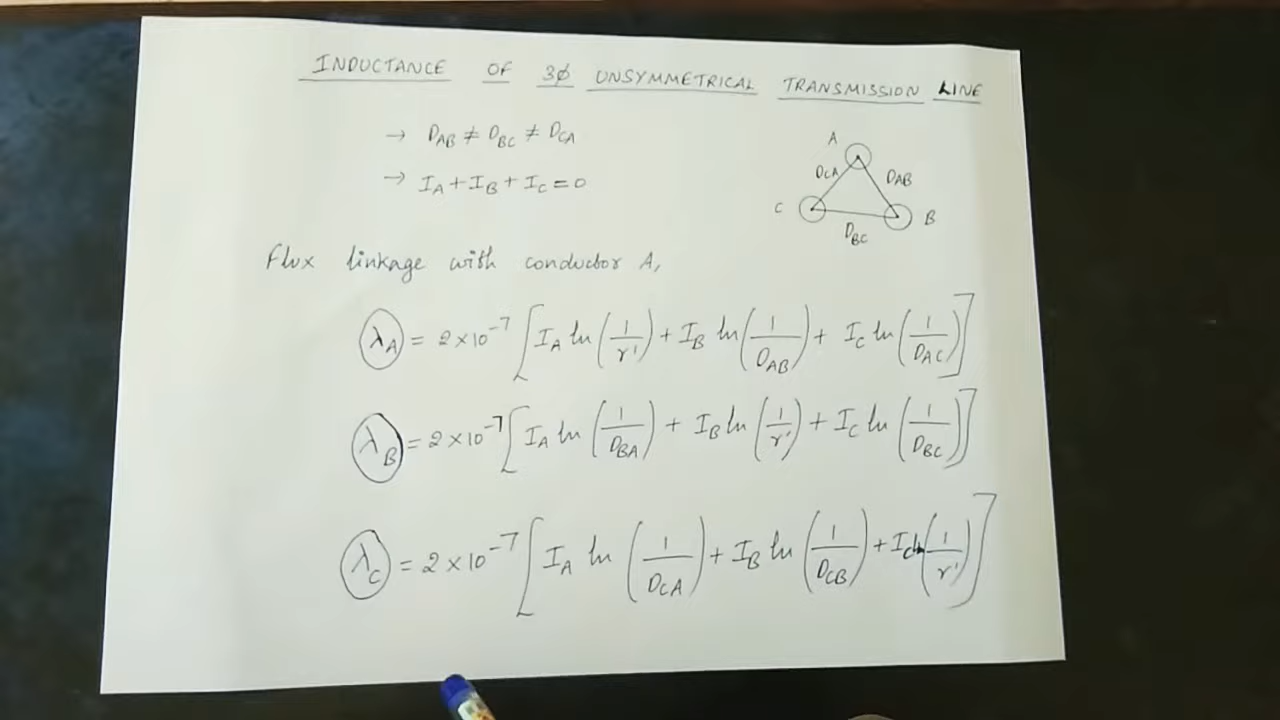 INDUCTANCE OF 3ϕ UNSYMMETRICAL TRANSMISSION LINE
→ D_AB ≠ D_BC ≠ D_CA
→ I_A + I_B + I_C = 0
A
D_CA D_AB
C B
D_BC
Flux linkage with conductor A,
λ_A = 2×10⁻⁷ [I_A ln(1/r') + I_B ln(1/D_AB) + I_C ln(1/D_AC)]
λ_B = 2×10⁻⁷ [I_A ln(1/D_BA) + I_B ln(1/r') + I_C ln(1/D_BC)]
λ_C = 2×10⁻⁷ [I_A ln(1/D_CA) + I_B ln(1/D_CB) + I_C ln(1/r')]